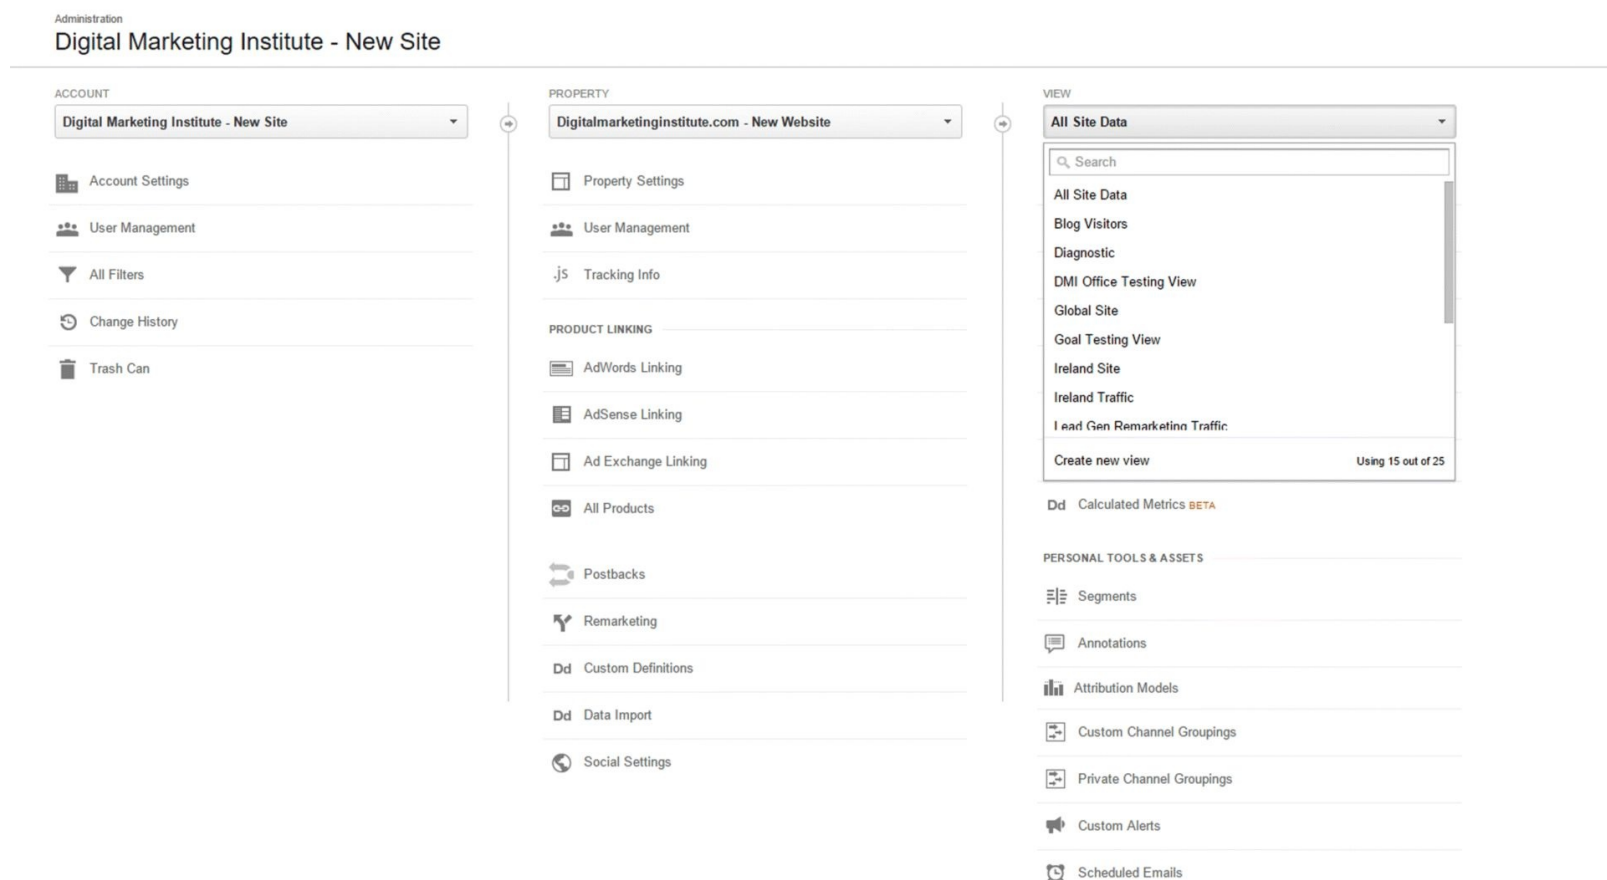 Administration
Digital Marketing Institute - New Site
ACCOUNT
Digital Marketing Institute - New Site
Account Settings
User Management
All Filters
Change History
Trash Can
PROPERTY
Digitalmarketinginstitute.com - New Website
Property Settings
User Management
.js Tracking Info
PRODUCT LINKING
AdWords Linking
AdSense Linking
Ad Exchange Linking
All Products
Postbacks
Remarketing
Dd Custom Definitions
Dd Data Import
Social Settings
VIEW
All Site Data
Search
All Site Data
Blog Visitors
Diagnostic
DMI Office Testing View
Global Site
Goal Testing View
Ireland Site
Ireland Traffic
Lead Gen Remarketing Traffic
Create new view Using 15 out of 25
Dd Calculated Metrics BETA
PERSONAL TOOLS & ASSETS
Segments
Annotations
Attribution Models
Custom Channel Groupings
Private Channel Groupings
Custom Alerts
Scheduled Emails